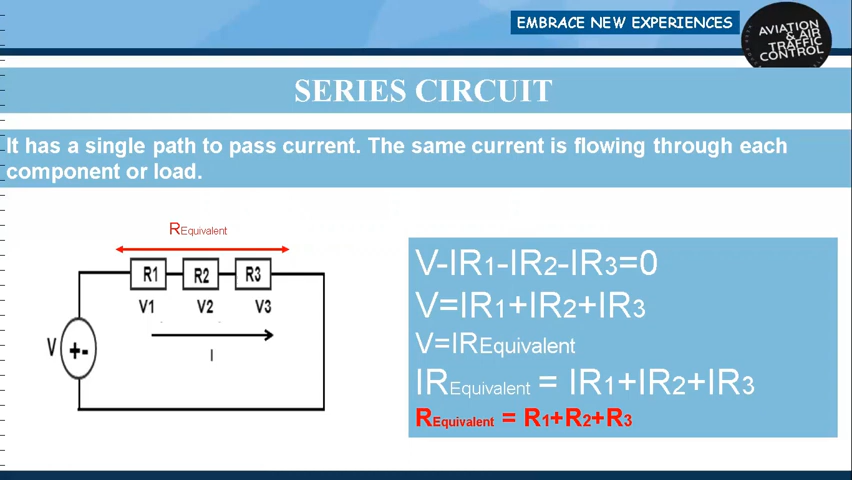 EMBRACE NEW EXPERIENCES
AVIATION
& AIR
TRAFFIC
CONTROL
SERIES CIRCUIT
It has a single path to pass current. The same current is flowing through each
component or load.
REquivalent
R1 R2 R3
V1 V2 V3
V +-
I
V-IR1-IR2-IR3=0
V=IR1+IR2+IR3
V=IREquivalent
IREquivalent = IR1+IR2+IR3
REquivalent = R1+R2+R3